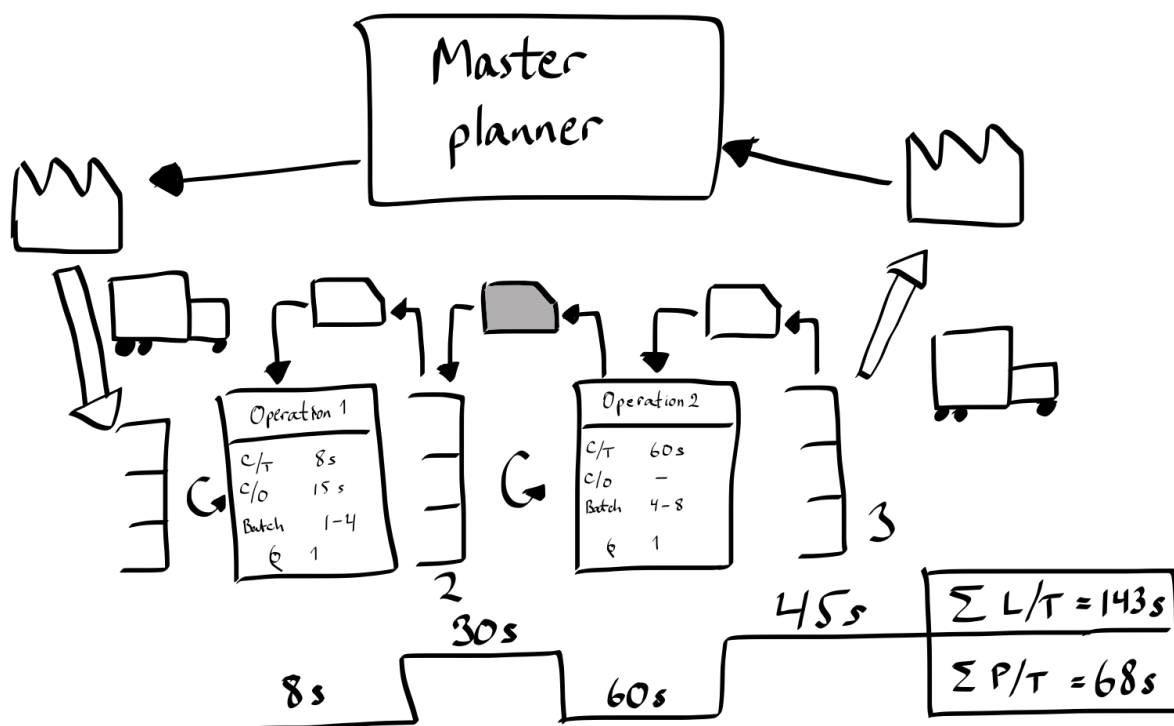 Master
planner
Operation 1
C/T 8s
C/O 15s
Batch 1-4
1
2
Operation 2
C/T 60s
C/O -
Batch 4-8
1
3
8s
30s
60s
45s
Σ L/T = 143s
Σ P/T = 68s